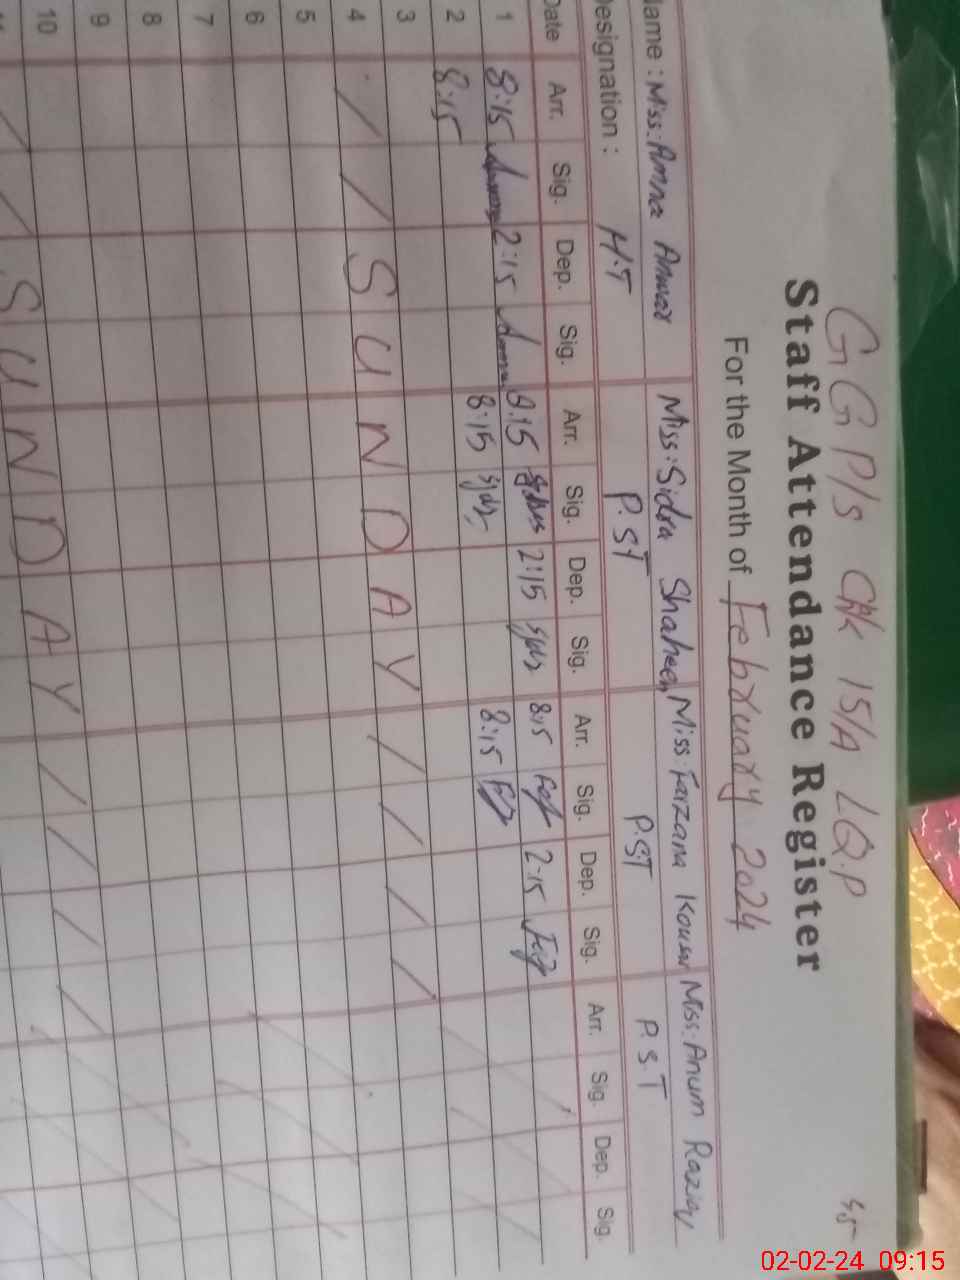 GGP/s Chk 15/A LQ.P
Staff Attendance Register
For the Month of February 2024
Name : Miss: Amna Anwar Miss: Sidra Shaheen Miss: Farzana Kousar Miss: Anum Raziq
Designation : H.T P.ST P.ST P.S.T
Date Arr. Sig. Dep. Sig. Arr. Sig. Dep. Sig. Arr. Sig. Dep. Sig. Arr. Sig. Dep. Sig.
1 8:15 2:15 8:15 2:15 8:15 2:15
2 8:15 8:15 8:15
3
4 SUNDAY
5
6
7
8
9
10
SUNDAY
02-02-24 09:15